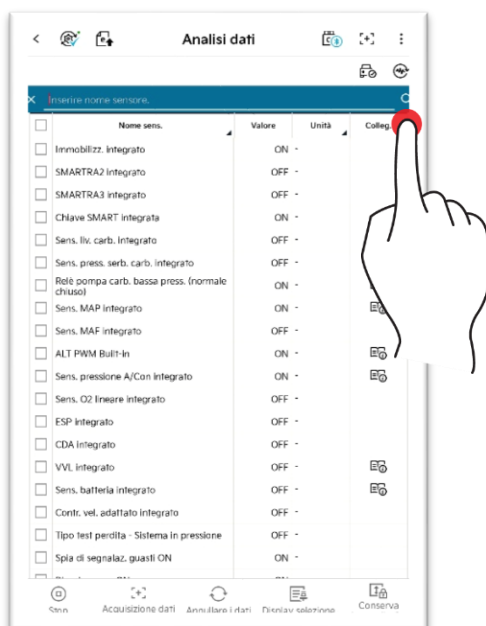 Analisi dati
Inserire nome sensore.
Nome sens. Valore Unità Colleg.
Immobilizz. integrato ON -
SMARTRA2 integrato OFF -
SMARTRA3 integrato OFF -
Chiave SMART integrata ON -
Sens. liv. carb. integrato OFF -
Sens. press. serb. carb. integrato OFF -
Relè pompa carb. bassa press. (normale
chiuso) ON -
Sens. MAP integrato ON -
Sens. MAF integrato OFF -
ALT PWM Built-in ON -
Sens. pressione A/Con integrato ON -
Sens. O2 lineare integrato OFF -
ESP integrato OFF -
CDA integrato OFF -
VVL integrato OFF -
Sens. batteria integrato OFF -
Contr. vel. adattato integrato OFF -
Tipo test perdita - Sistema in pressione OFF -
Spia di segnalaz. guasti ON ON -
Stop Acquisizione dati Annullare i dati Display selezione Conserva